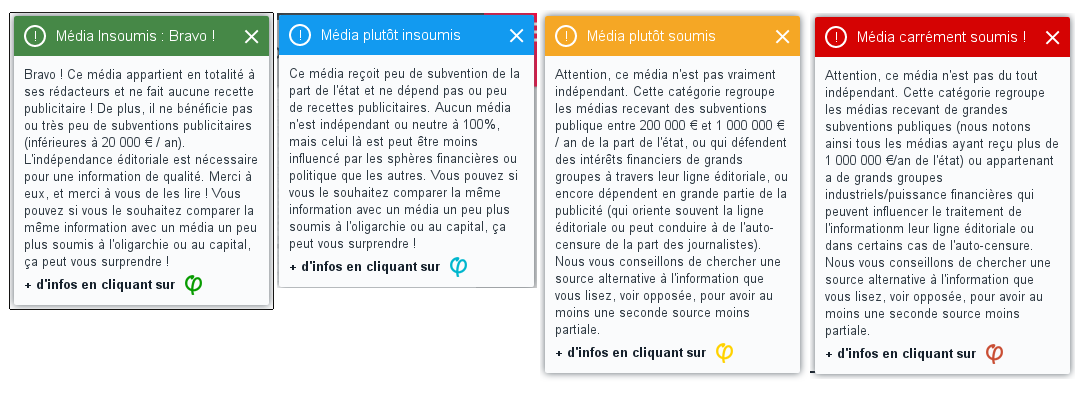 Média Insoumis : Bravo !
Bravo ! Ce média appartient en totalité à
ses rédacteurs et ne fait aucune recette
publicitaire ! De plus, il ne bénéficie pas
ou très peu de subventions publicitaires
(inférieures à 20 000 € / an).
L'indépendance éditoriale est nécessaire
pour une information de qualité. Merci à
eux, et merci à vous de les lire ! Vous
pouvez si vous le souhaitez comparer la
même information avec un média un peu
plus soumis à l'oligarchie ou au capital,
ça peut vous surprendre !
+ d'infos en cliquant sur
Média plutôt insoumis
Ce média reçoit peu de subvention de la
part de l'état et ne dépend pas ou peu
de recettes publicitaires. Aucun média
n'est indépendant ou neutre à 100%,
mais celui là est peut être moins
influencé par les sphères financières ou
politique que les autres. Vous pouvez si
vous le souhaitez comparer la même
information avec un média un peu plus
soumis à l'oligarchie ou au capital, ça
peut vous surprendre !
+ d'infos en cliquant sur
Média plutôt soumis
Attention, ce média n'est pas vraiment
indépendant. Cette catégorie regroupe
les médias recevant des subventions
publique entre 200 000 € et 1 000 000 €
/ an de la part de l'état, ou qui défendent
des intérêts financiers de grands
groupes à travers leur ligne éditoriale, ou
encore dépendent en grande partie de la
publicité (qui oriente souvent la ligne
éditoriale ou peut conduire à de l'auto-
censure de la part des journalistes).
Nous vous conseillons de chercher une
source alternative à l'information que
vous lisez, voir opposée, pour avoir au
moins une seconde source moins
partiale.
+ d'infos en cliquant sur
Média carrément soumis !
Attention, ce média n'est pas du tout
indépendant. Cette catégorie regroupe
les médias recevant de grandes
subventions publiques (nous notons
ainsi tous les médias ayant reçu plus de
1 000 000 €/an de l'état) ou appartenant
a de grands groupes
industriels/puissance financières qui
peuvent influencer le traitement de
l'informationm leur ligne éditoriale ou
dans certains cas de l'auto-censure.
Nous vous conseillons de chercher une
source alternative à l'information que
vous lisez, voir opposée, pour avoir au
moins une seconde source moins
partiale.
+ d'infos en cliquant sur